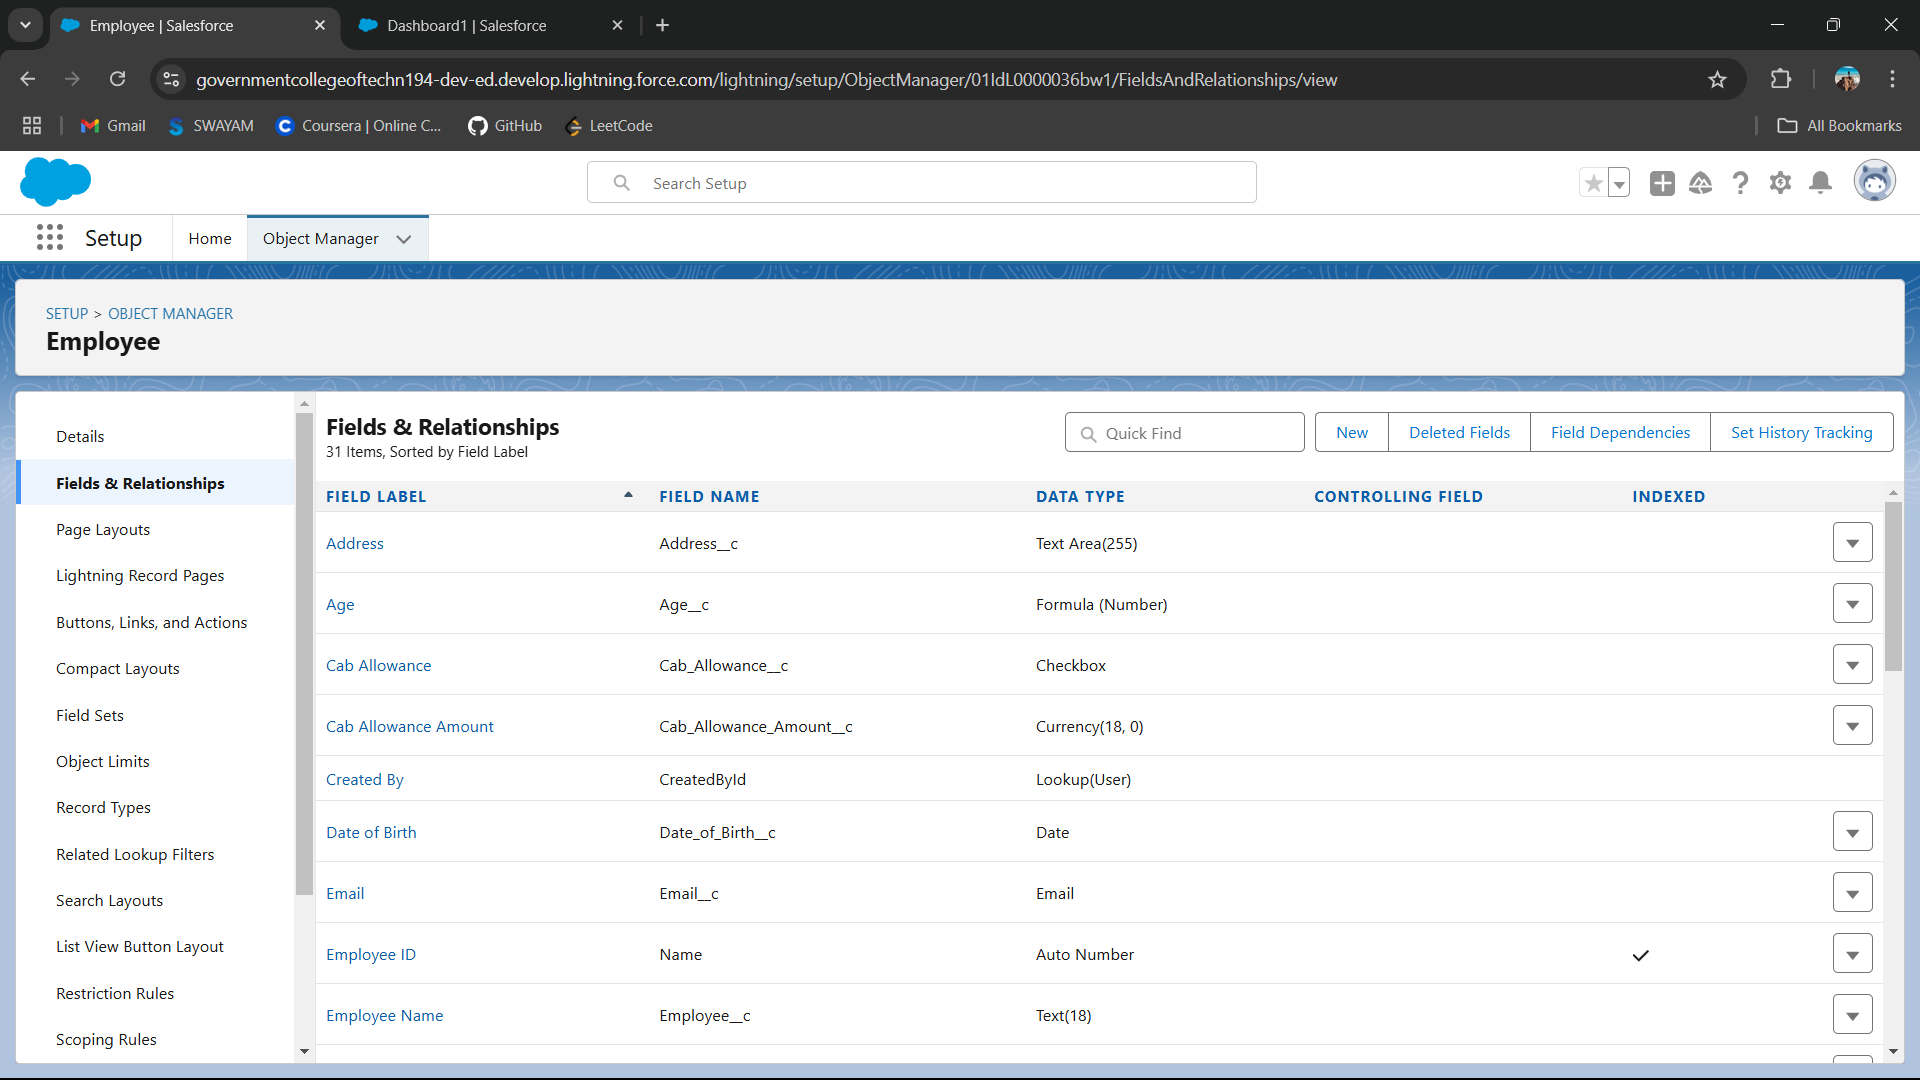 Employee | Salesforce
Dashboard1 | Salesforce
governmentcollegeoftechn194-dev-ed.develop.lightning.force.com/lightning/setup/ObjectManager/01IdL0000036bw1/FieldsAndRelationships/view
Gmail
SWAYAM
Coursera | Online C...
GitHub
LeetCode
All Bookmarks
Search Setup
Setup
Home
Object Manager
SETUP > OBJECT MANAGER
Employee
Details
Fields & Relationships
Page Layouts
Lightning Record Pages
Buttons, Links, and Actions
Compact Layouts
Field Sets
Object Limits
Record Types
Related Lookup Filters
Search Layouts
List View Button Layout
Restriction Rules
Scoping Rules
Fields & Relationships
31 Items, Sorted by Field Label
Quick Find
New
Deleted Fields
Field Dependencies
Set History Tracking
FIELD LABEL FIELD NAME DATA TYPE CONTROLLING FIELD INDEXED
Address Address__c Text Area(255)
Age Age__c Formula (Number)
Cab Allowance Cab_Allowance__c Checkbox
Cab Allowance Amount Cab_Allowance_Amount__c Currency(18, 0)
Created By CreatedById Lookup(User)
Date of Birth Date_of_Birth__c Date
Email Email__c Email
Employee ID Name Auto Number
Employee Name Employee__c Text(18)